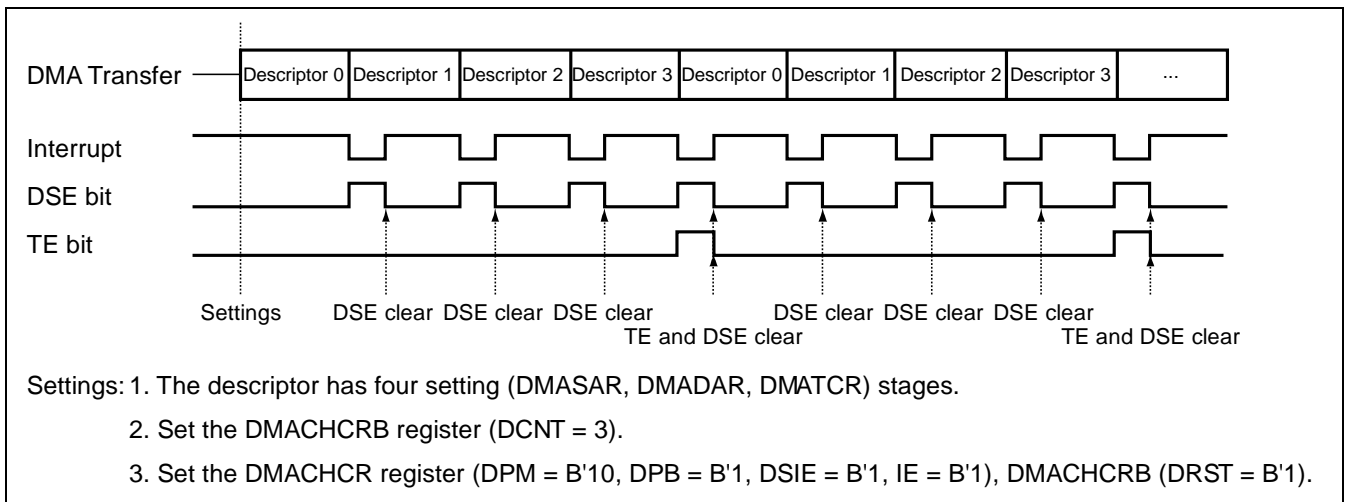 DMA Transfer Descriptor 0 Descriptor 1 Descriptor 2 Descriptor 3 Descriptor 0 Descriptor 1 Descriptor 2 Descriptor 3 ...
Interrupt
DSE bit
TE bit
Settings DSE clear DSE clear DSE clear DSE clear DSE clear DSE clear
TE and DSE clear TE and DSE clear
Settings: 1. The descriptor has four setting (DMASAR, DMADAR, DMATCR) stages.
2. Set the DMACHCRB register (DCNT = 3).
3. Set the DMACHCR register (DPM = B'10, DPB = B'1, DSIE = B'1, IE = B'1), DMACHCRB (DRST = B'1).